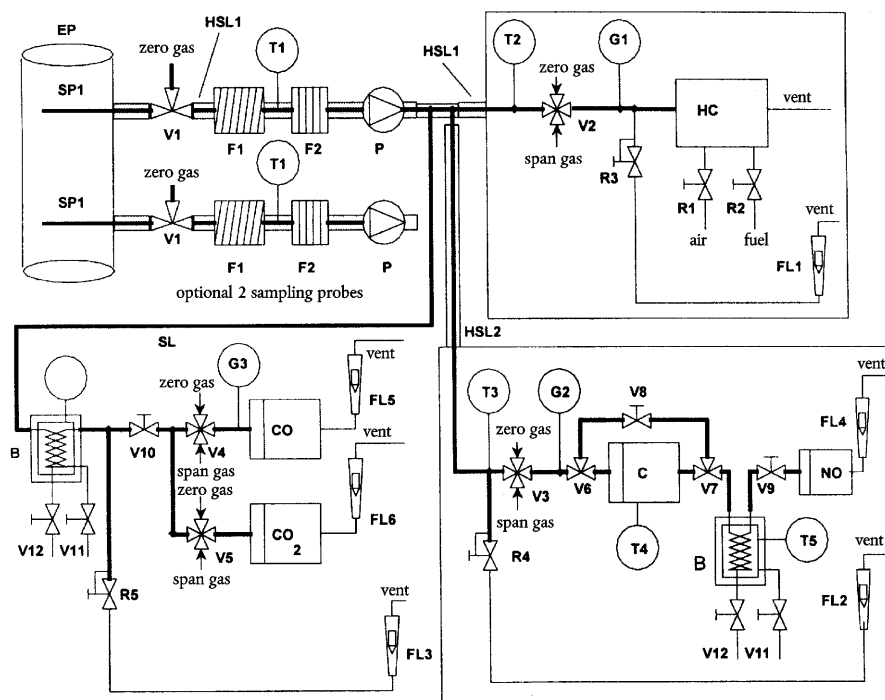 EP
HSL1
zero gas
T1
SP1
V1
F1
F2
P
HSL1
T2
zero gas
G1
V2
span gas
HC
vent
R3
R1
R2
air
fuel
vent
FL1
zero gas
T1
SP1
V1
F1
F2
P
optional 2 sampling probes
HSL2
SL
zero gas
G3
vent
FL5
B
V10
V4
CO
span gas
zero gas
vent
FL6
V5
CO2
span gas
V12
V11
R5
vent
FL3
T3
zero gas
G2
V8
vent
FL4
V3
V6
C
V7
V9
NO
span gas
T4
R4
B
T5
vent
FL2
V12
V11